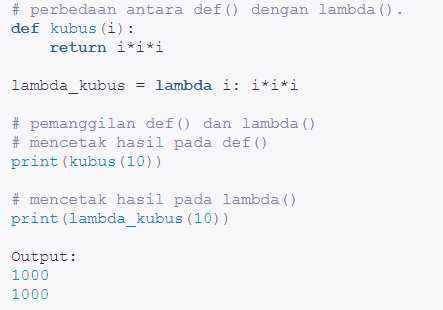 # perbedaan antara def() dengan lambda().
def kubus(i):
    return i*i*i

lambda_kubus = lambda i: i*i*i

# pemanggilan def() dan lambda()
# mencetak hasil pada def()
print(kubus(10))

# mencetak hasil pada lambda()
print(lambda_kubus(10))

Output:
1000
1000